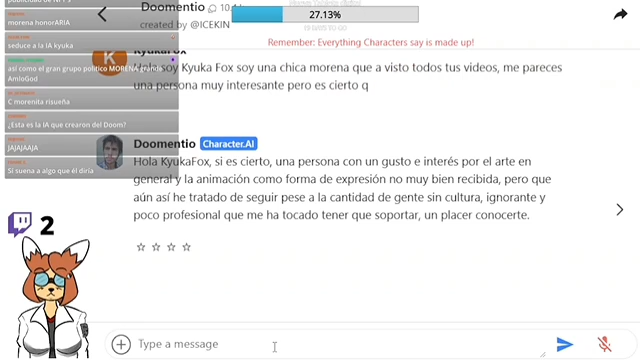 Doomentio
created by @ICEKIN
27.13%
Remember: Everything Characters say is made up!
morena honorARIA
seduce a la IA kyuka
así como el gran grupo político MORENA grande
AmloGod
C morenita risueña
¿Esta es la IA que crearon del Doom?
JAJAJAAJA
Si suena a algo que él diría
K
KyukaFox
Hola soy Kyuka Fox soy una chica morena que a visto todos tus videos, me pareces
una persona muy interesante pero es cierto q
Doomentio Character.AI
Hola KyukaFox, si es cierto, una persona con un gusto e interés por el arte en
general y la animación como forma de expresión no muy bien recibida, pero que
aún así he tratado de seguir pese a la cantidad de gente sin cultura, ignorante y
poco profesional que me ha tocado tener que soportar, un placer conocerte.
2
Type a message